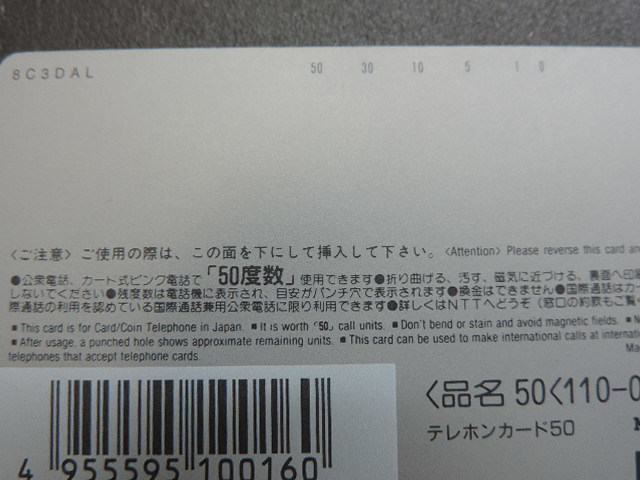 8C3DAL 50 30 10 5 1 0
〈ご注意〉ご使用の際は、この面を下にして挿入して下さい。〈Attention〉 Please reverse this card and
●公衆電話、カード式ピンク電話で「50度数」使用できます●折り曲げる、汚す、磁気に近づける、裏面へ印
しないでください●残度数は電話機に表示され、目安がパンチ穴で表示されます●換金はできません●国際通話はカー
際通話の利用を認めている国際通話兼用公衆電話に限り利用できます●詳しくはNTTへどうぞ(窓口の約款もご覧
■This card is for Card/Coin Telephone in Japan. ■It is worth「50」call units. ■Don't bend or stain and avoid magnetic fields. ■N
■After usage, a punched hole shows approximate remaining units. ■This card can be used to make international calls at internati
telephones that accept telephone cards. Ma
〈品名 50〈110-0
テレホンカード50
4 955595 100160